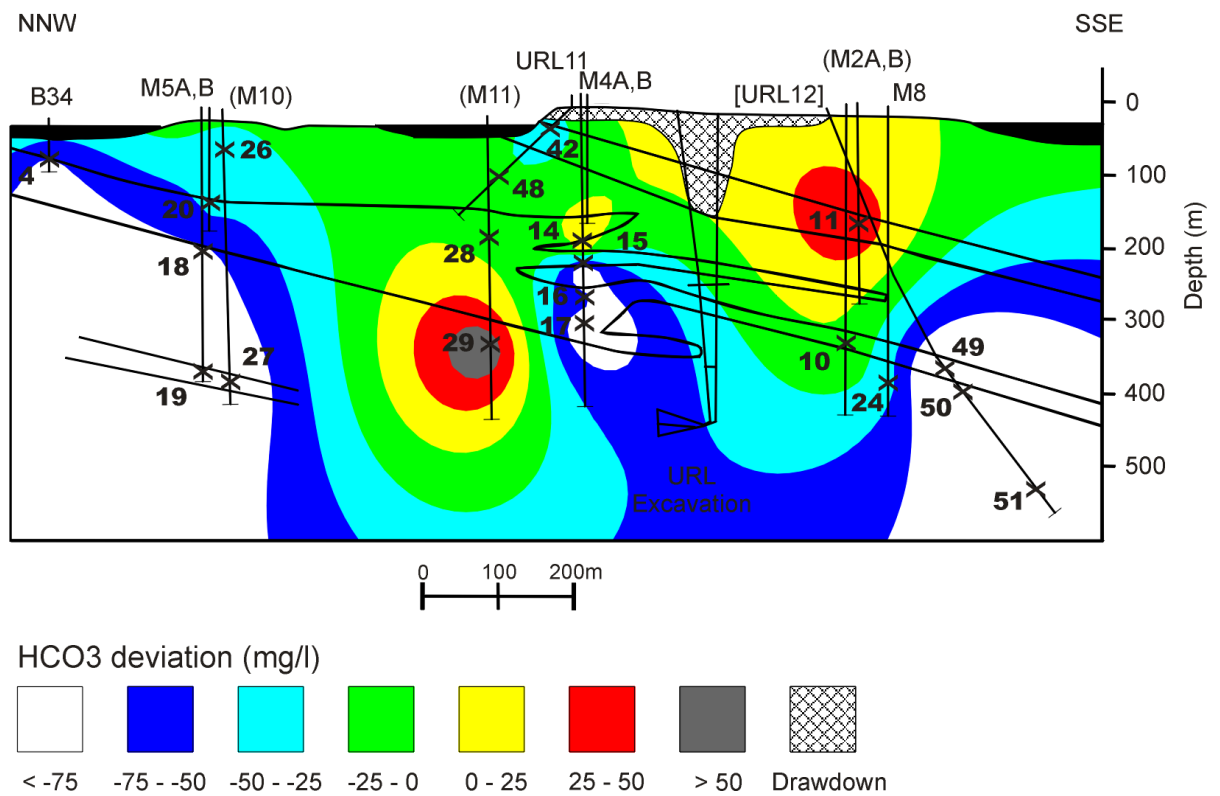 NNW
SSE
URL11
(M2A,B)
B34
M5A,B
(M10)
(M11)
M4A,B
[URL12]
M8
0
26
42
4
48
100
20
14
15
11
18
28
200
16
17
29
27
19
10
24
49
50
300
400
500
51
Depth (m)
URL
Excavation
0
100
200m
HCO3 deviation (mg/l)
< -75
-75 - -50
-50 - -25
-25 - 0
0 - 25
25 - 50
> 50
Drawdown